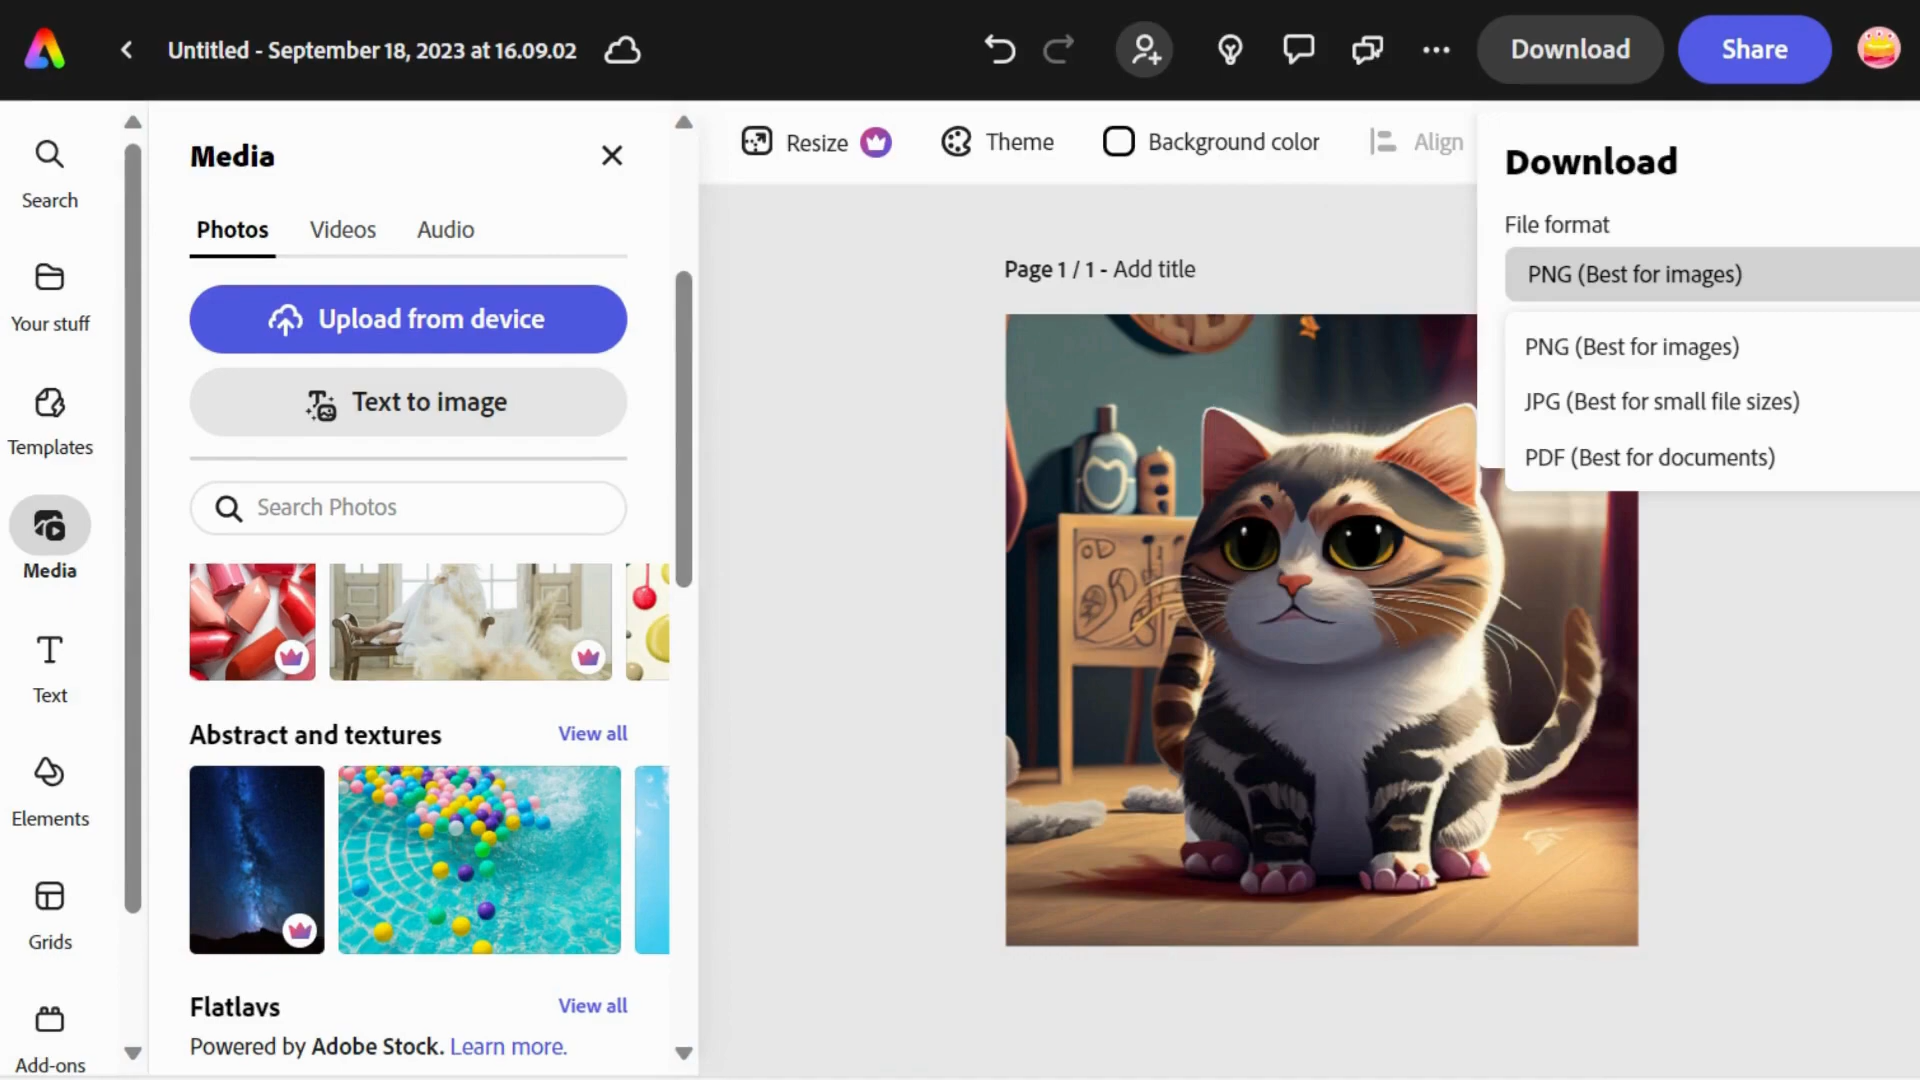 Untitled - September 18, 2023 at 16.09.02
Download
Share
Search
Your stuff
Templates
Media
Text
Elements
Grids
Add-ons
Media
Photos
Videos
Audio
Upload from device
Text to image
Search Photos
Abstract and textures
View all
Flatlays
View all
Powered by Adobe Stock. Learn more.
Resize
Theme
Background color
Align
Page 1 / 1 - Add title
Download
File format
PNG (Best for images)
PNG (Best for images)
JPG (Best for small file sizes)
PDF (Best for documents)